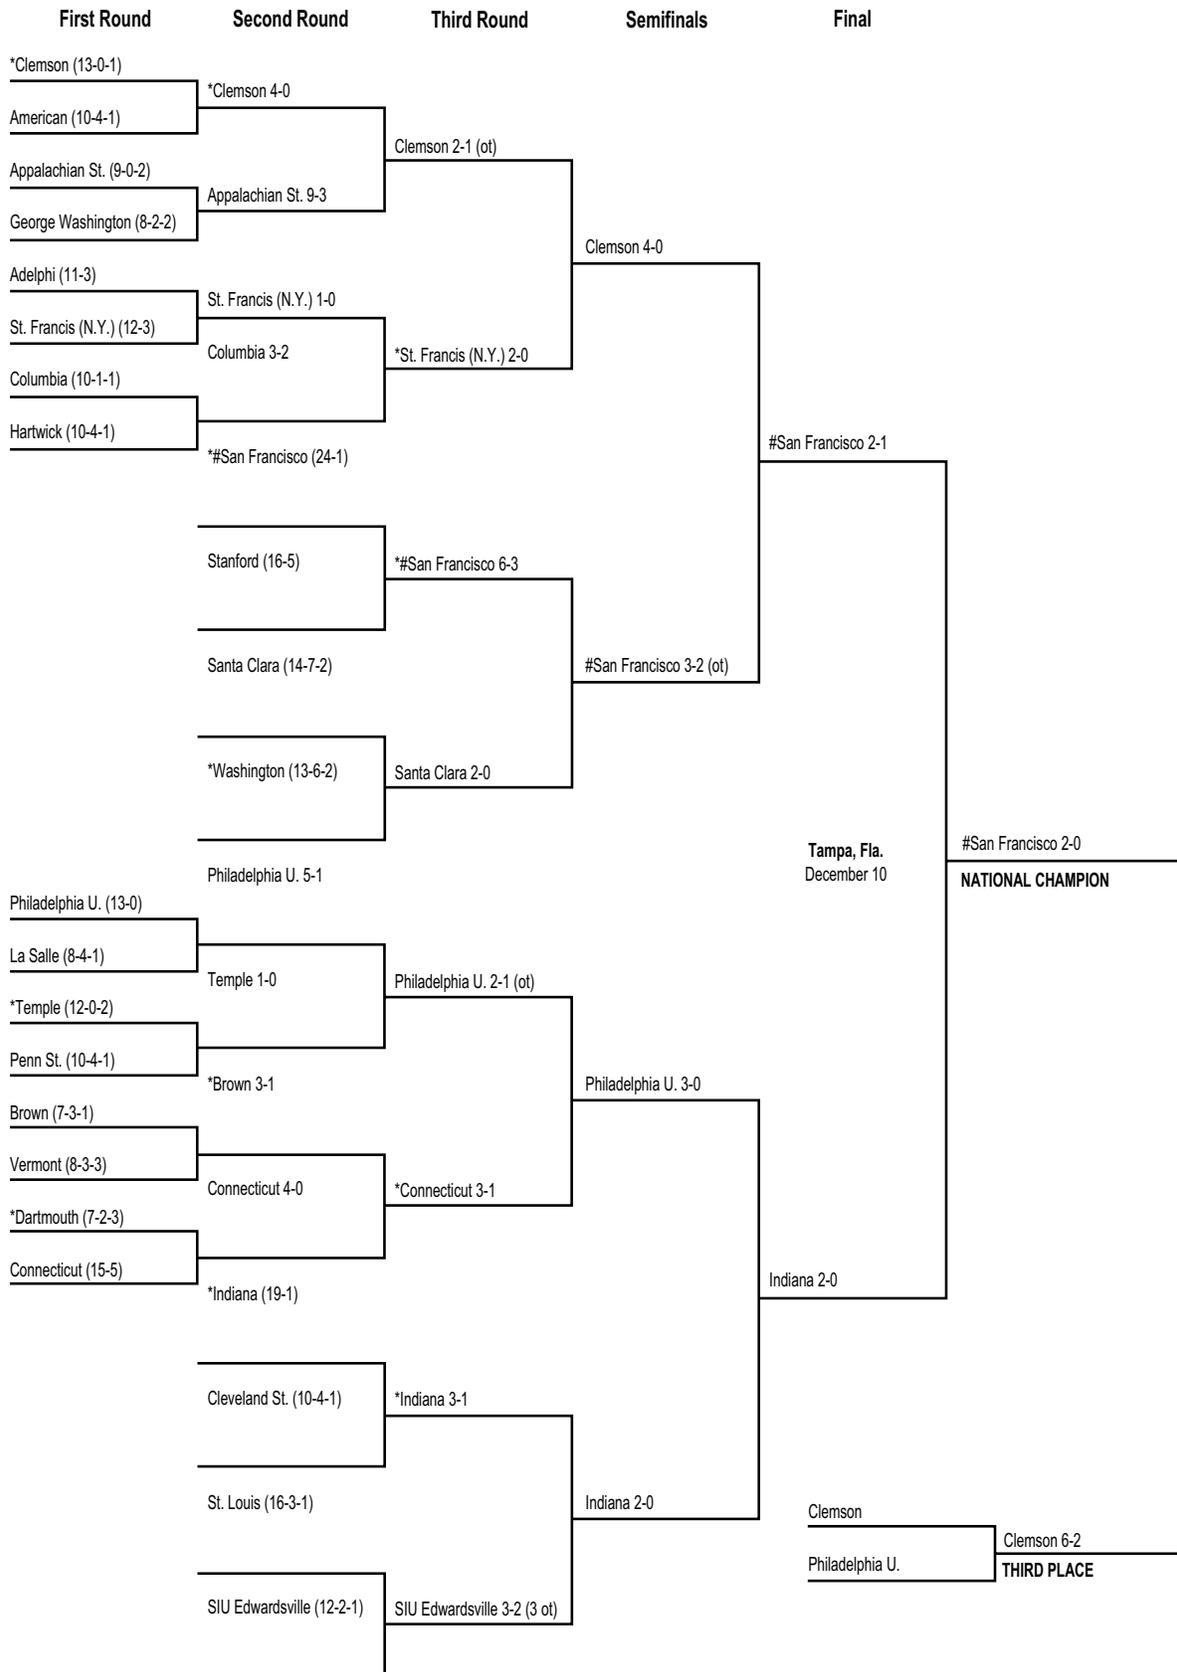 First Round
Second Round
Third Round
Semifinals
Final
*Clemson (13-0-1)
American (10-4-1)
Appalachian St. (9-0-2)
George Washington (8-2-2)
Adelphi (11-3)
St. Francis (N.Y.) (12-3)
Columbia (10-1-1)
Hartwick (10-4-1)
Philadelphia U. (13-0)
La Salle (8-4-1)
*Temple (12-0-2)
Penn St. (10-4-1)
Brown (7-3-1)
Vermont (8-3-3)
*Dartmouth (7-2-3)
Connecticut (15-5)
*Clemson 4-0
Appalachian St. 9-3
St. Francis (N.Y.) 1-0
Columbia 3-2
*#San Francisco (24-1)
Stanford (16-5)
Santa Clara (14-7-2)
*Washington (13-6-2)
Philadelphia U. 5-1
Temple 1-0
*Brown 3-1
Connecticut 4-0
*Indiana (19-1)
Cleveland St. (10-4-1)
St. Louis (16-3-1)
SIU Edwardsville (12-2-1)
Clemson 2-1 (ot)
*St. Francis (N.Y.) 2-0
*#San Francisco 6-3
Santa Clara 2-0
Philadelphia U. 2-1 (ot)
*Connecticut 3-1
*Indiana 3-1
SIU Edwardsville 3-2 (3 ot)
Clemson 4-0
#San Francisco 3-2 (ot)
Philadelphia U. 3-0
Indiana 2-0
#San Francisco 2-1
Indiana 2-0
Tampa, Fla.
December 10
#San Francisco 2-0
NATIONAL CHAMPION
Clemson
Philadelphia U.
Clemson 6-2
THIRD PLACE